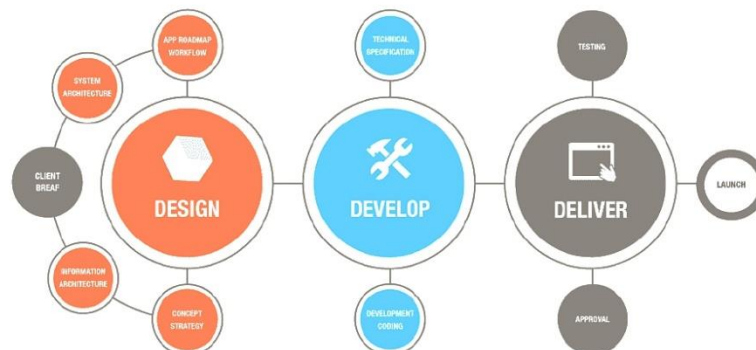 APP ROADMAP
WORKFLOW
TECHNICAL
SPECIFICATION
TESTING
SYSTEM
ARCHITECTURE
CLIENT
BREAF
DESIGN
DEVELOP
DELIVER
LAUNCH
INFORMATION
ARCHITECTURE
CONCEPT
STRATEGY
DEVELOPMENT
CODING
APPROVAL